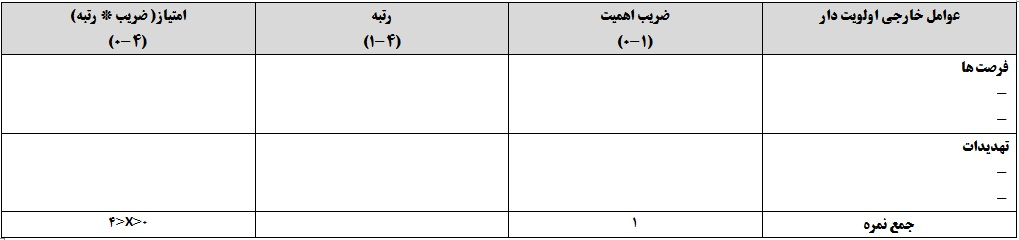 عوامل خارجی اولویت دار
ضریب اهمیت
(۰–۱)
رتبه
(۱–۴)
امتیاز( ضریب * رتبه)
(۰–۴)
فرصت ها
–
–
تهدیدات
–
–
جمع نمره
۱
۴>X>۰